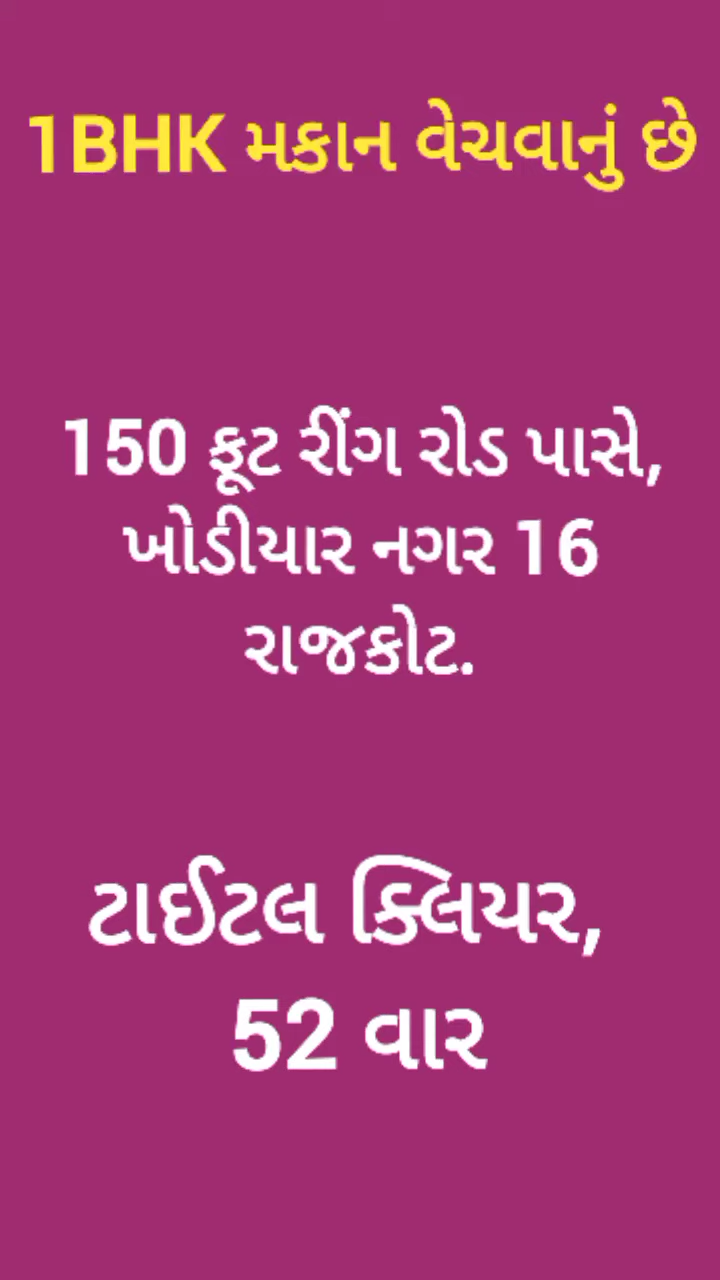 1BHK મકાન વેચવાનું છે
150 ફૂટ રીંગ રોડ પાસે,
ખોડીયાર નગર 16
રાજકોટ.
ટાઈટલ ક્લિયર,
52 વાર